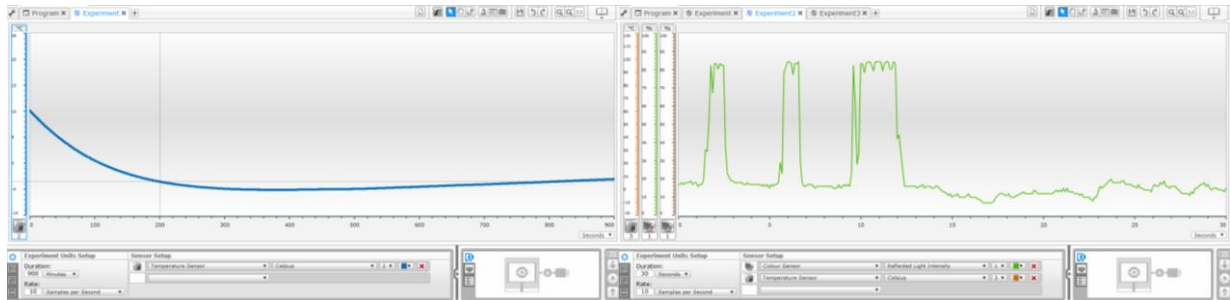 Program
Experiment
°C
0
100
200
300
400
500
600
700
800
900
Seconds
Experiment Units Setup
Sensor Setup
Duration:
900 Minutes
Temperature Sensor
Celsius
1
Rate:
10 Samples per Second
Program
Experiment
Experiment2
Experiment3
°C
%
%
0
5
10
15
20
25
30
Seconds
Experiment Units Setup
Sensor Setup
Duration:
30 Seconds
Colour Sensor
Reflected Light Intensity
1
Temperature Sensor
Celsius
1
Rate:
10 Samples per Second